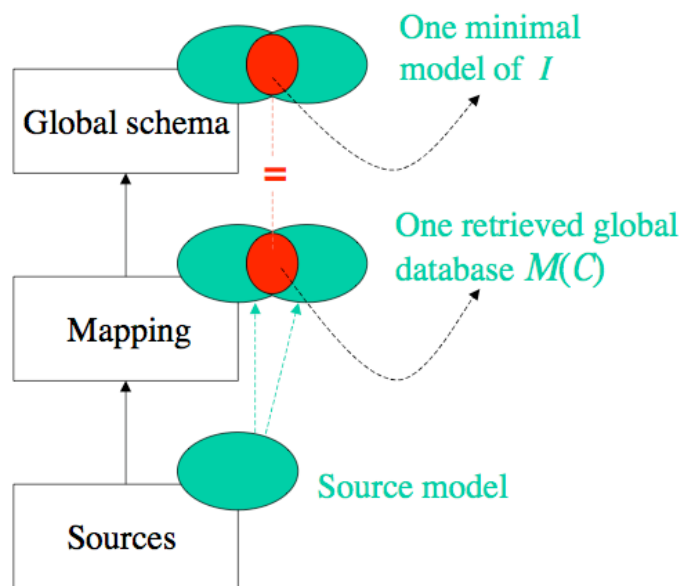 One minimal
model of I
Global schema
=
One retrieved global
database M(C)
Mapping
Source model
Sources